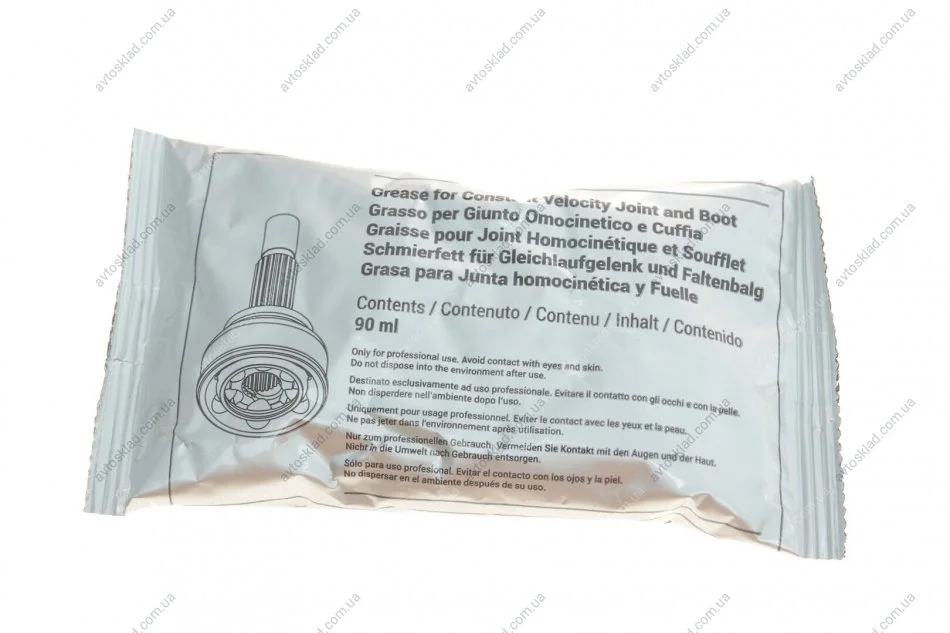 Grease for Constant Velocity Joint and Boot
Grasso per Giunto Omocinetico e Cuffia
Graisse pour Joint Homocinétique et Soufflet
Schmierfett für Gleichlaufgelenk und Faltenbalg
Grasa para Junta homocinética y Fuelle
Contents / Contenuto / Contenu / Inhalt / Contenido
90 ml
Only for professional use. Avoid contact with eyes and skin.
Do not dispose into the environment after use.
Destinato esclusivamente ad uso professionale. Evitare il contatto con gli occhi e con la pelle.
Non disperdere nell'ambiente dopo l'uso.
Uniquement pour usage professionnel. Eviter le contact avec les yeux et la peau.
Ne pas jeter dans l'environnement après utilisation.
Nur zum professionellen Gebrauch. Vermeiden Sie Kontakt mit den Augen und der Haut.
Nicht in die Umwelt nach Gebrauch entsorgen.
Sólo para uso profesional. Evitar el contacto con los ojos y la piel.
No dispersar en el ambiente después de su uso.
avtosklad.com.ua